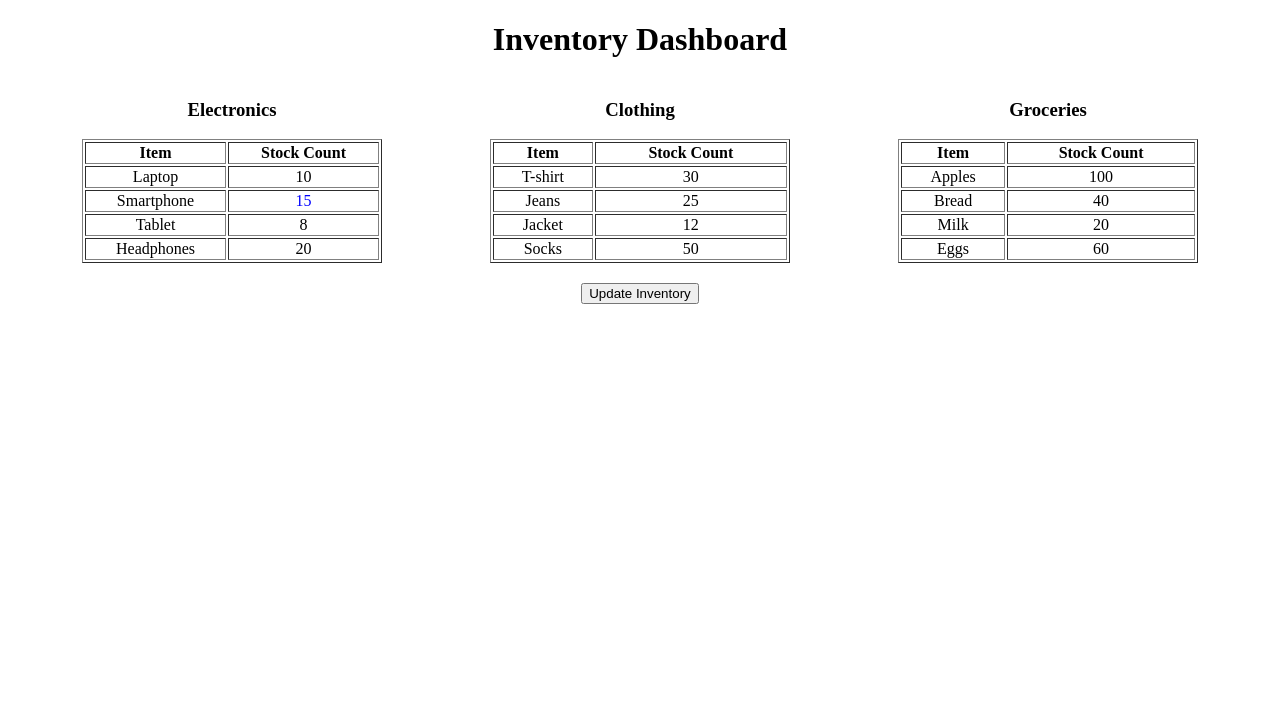 Inventory Dashboard
Electronics
Item Stock Count
Laptop 10
Smartphone 15
Tablet 8
Headphones 20
Clothing
Item Stock Count
T-shirt 30
Jeans 25
Jacket 12
Socks 50
Groceries
Item Stock Count
Apples 100
Bread 40
Milk 20
Eggs 60
Update Inventory